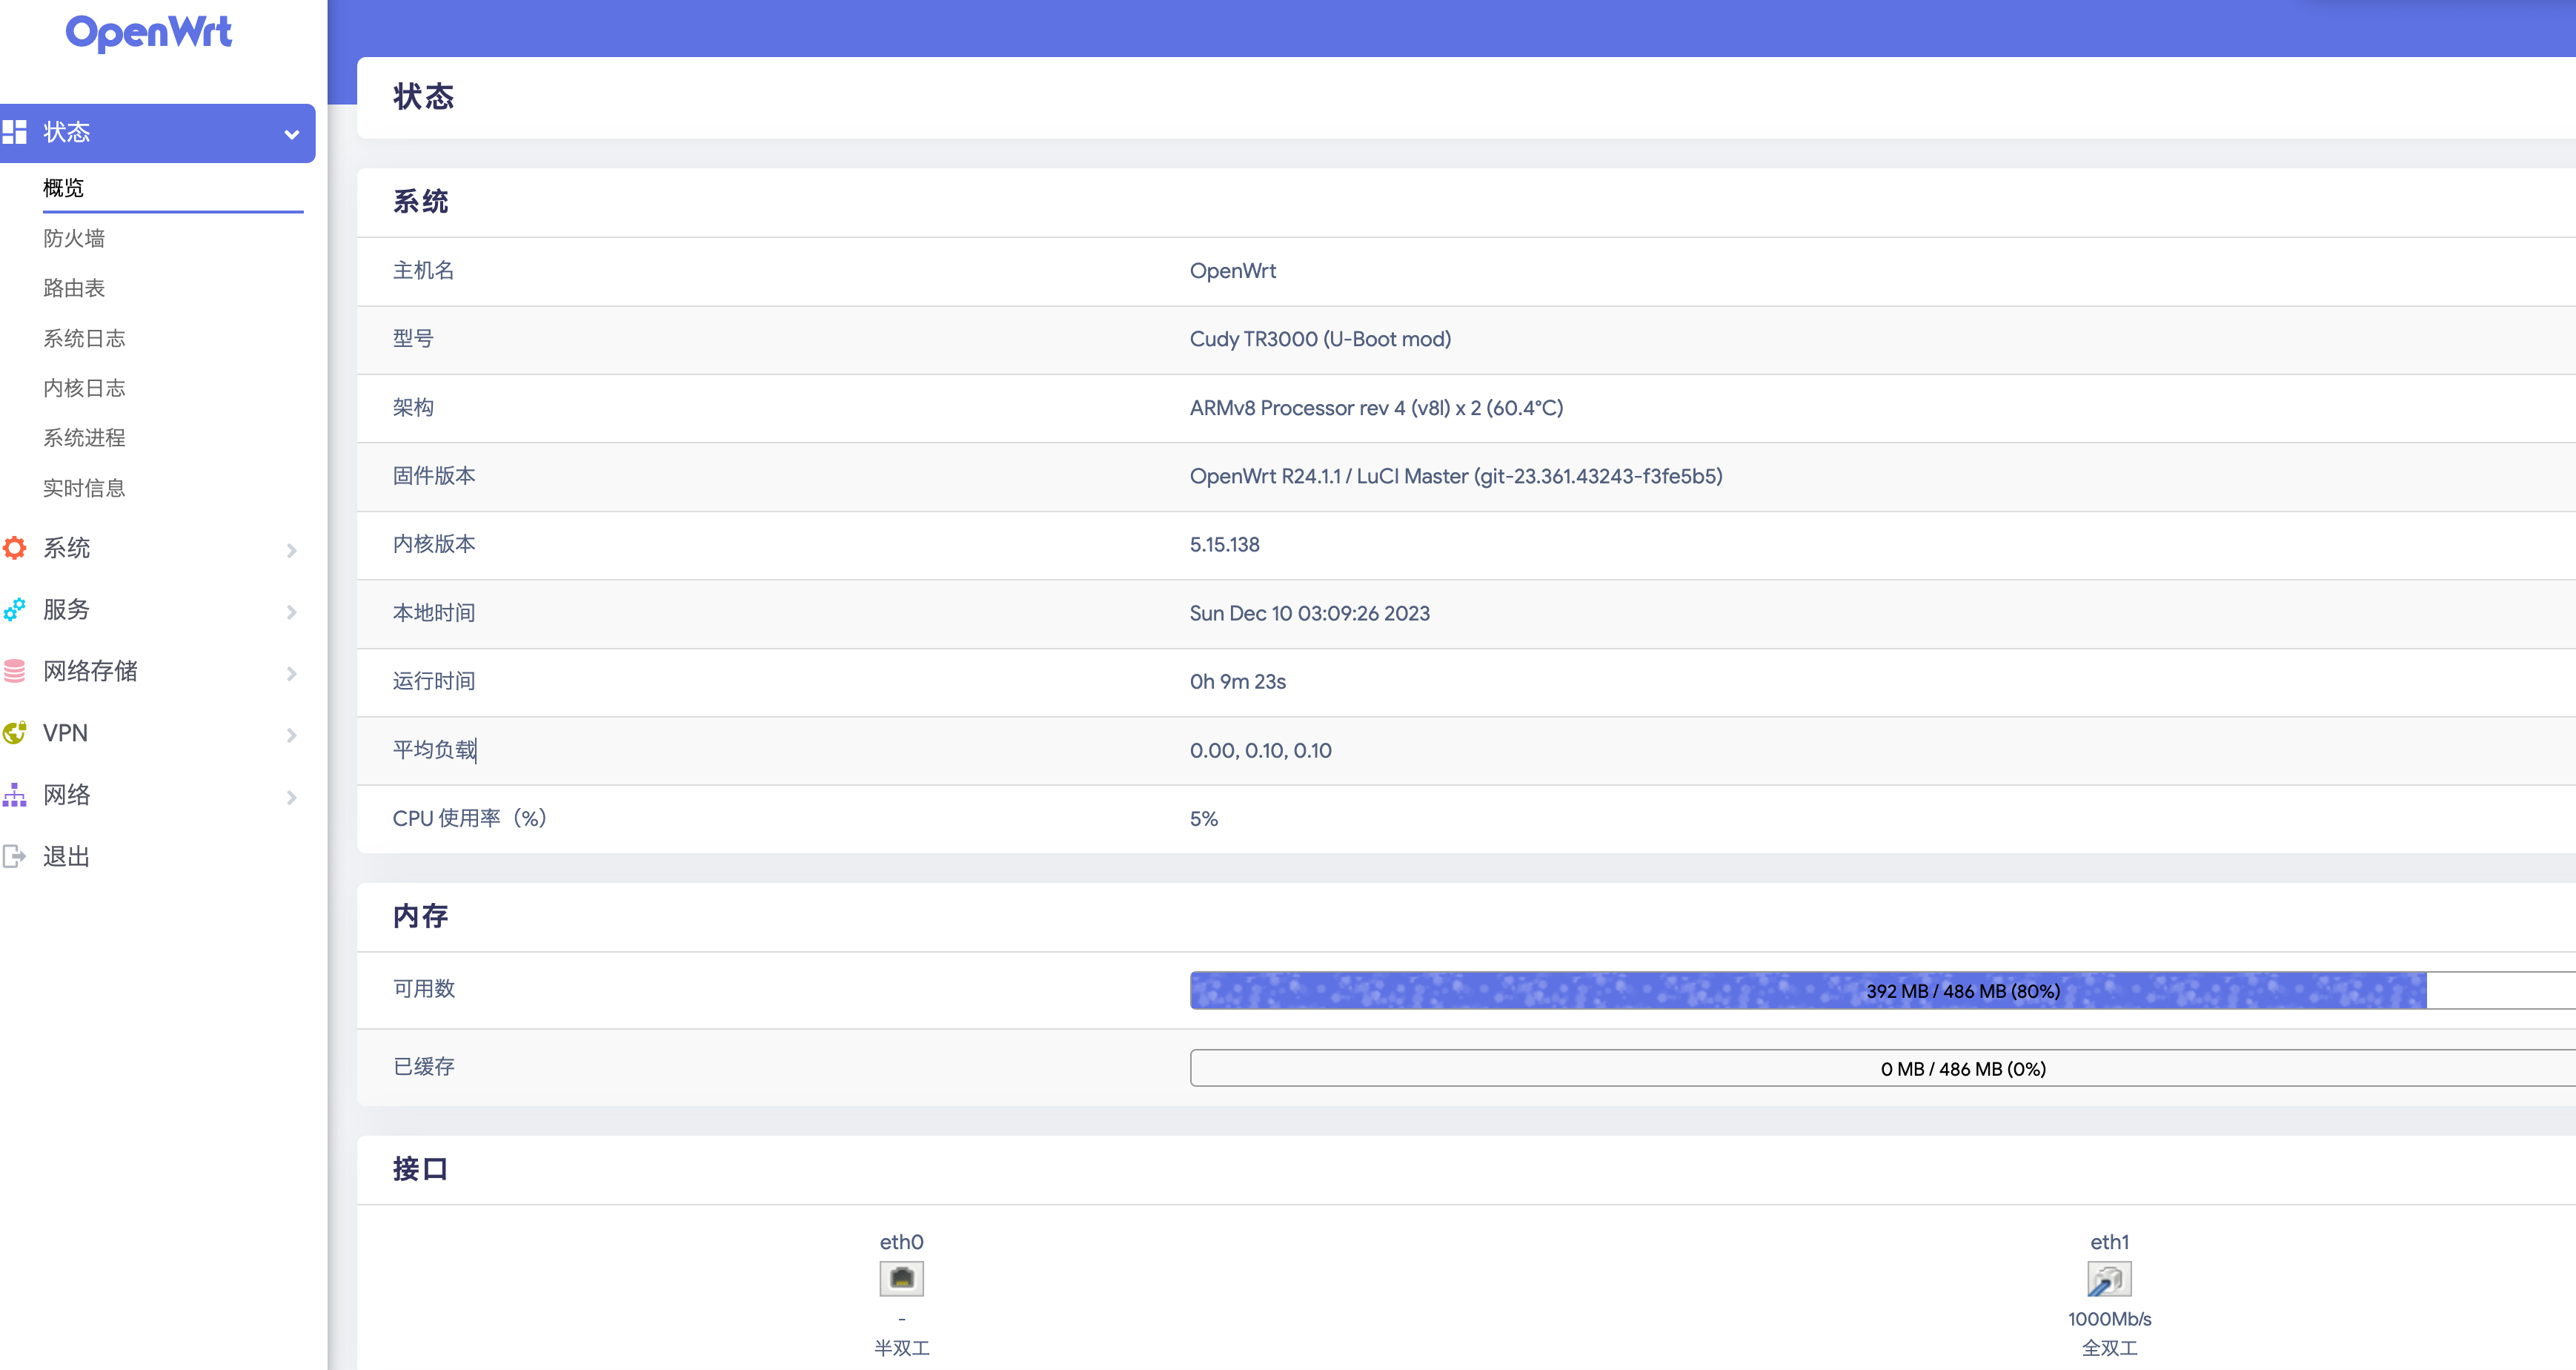 OpenWrt
状态
概览
防火墙
路由表
系统日志
内核日志
系统进程
实时信息
系统
服务
网络存储
VPN
网络
退出
状态
系统
主机名 OpenWrt
型号 Cudy TR3000 (U-Boot mod)
架构 ARMv8 Processor rev 4 (v8l) x 2 (60.4°C)
固件版本 OpenWrt R24.1.1 / LuCI Master (git-23.361.43243-f3fe5b5)
内核版本 5.15.138
本地时间 Sun Dec 10 03:09:26 2023
运行时间 0h 9m 23s
平均负载 0.00, 0.10, 0.10
CPU 使用率（%） 5%
内存
可用数 392 MB / 486 MB (80%)
已缓存 0 MB / 486 MB (0%)
接口
eth0 eth1
- 1000Mb/s
半双工 全双工